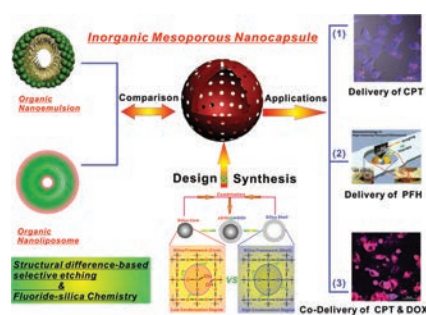 Inorganic Mesoporous Nanocapsule
Organic
Nanoemulsion
Comparison
Applications
(1)
Delivery of CPT
(2)
Delivery of PFH
Design
Synthesis
Organic
Nanoliposome
VS
Structural difference-based
selective etching
&
Fluoride-silica Chemistry
(3)
Co-Delivery of CPT & DOX